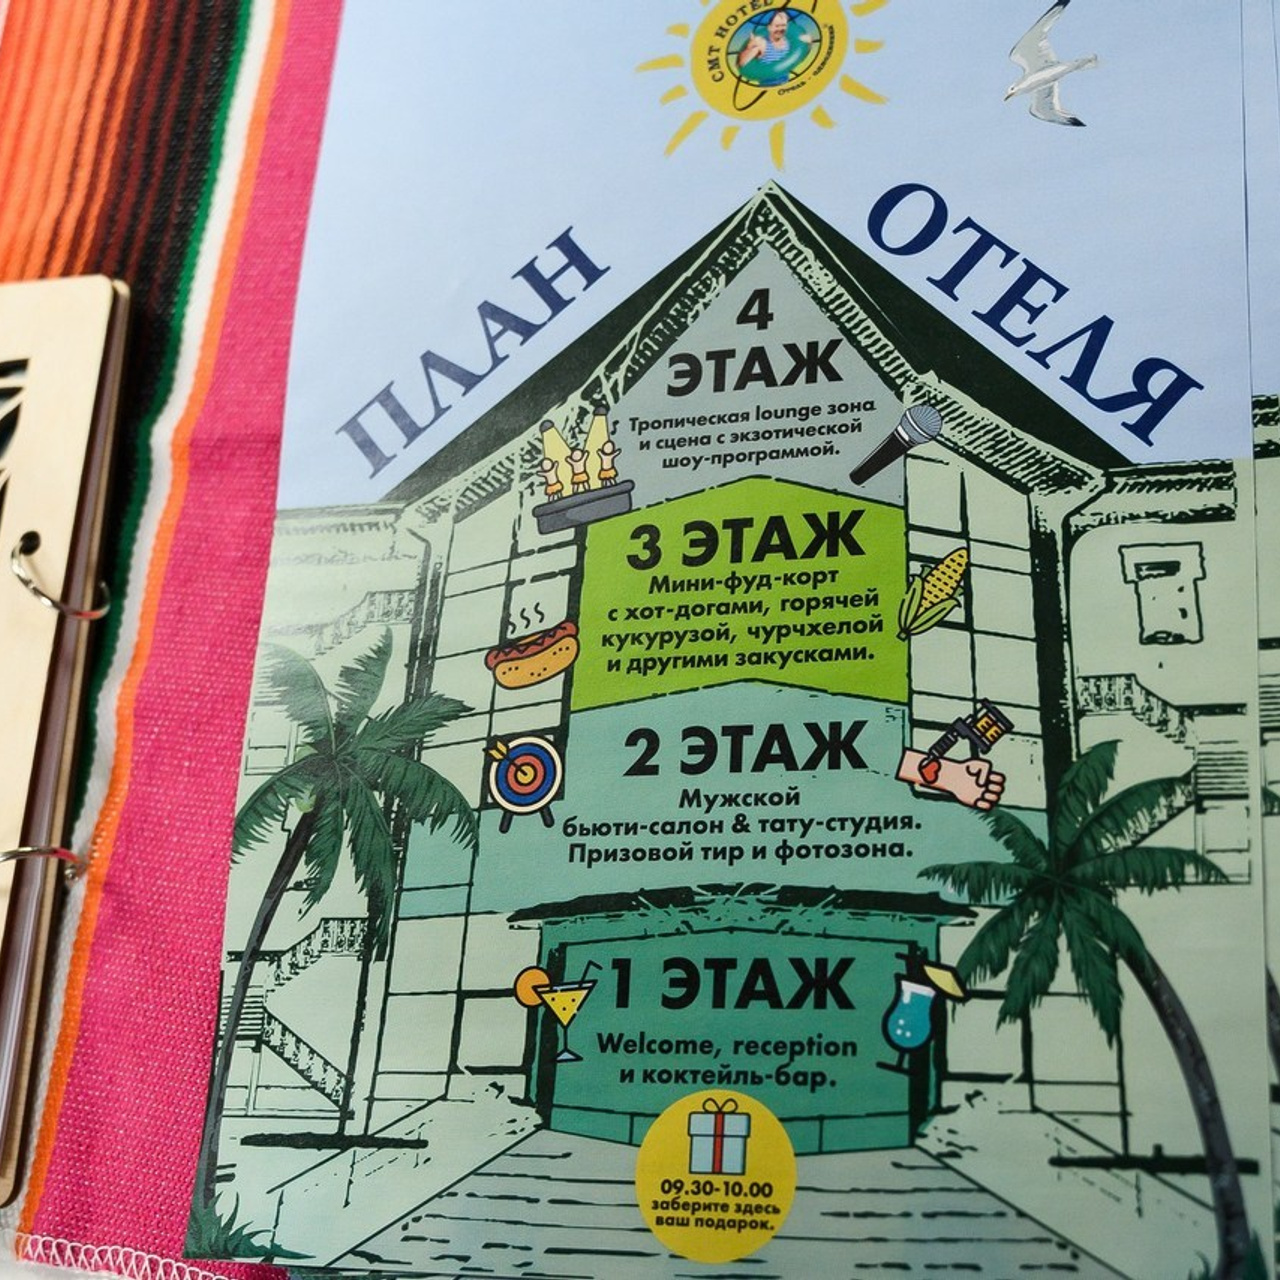 CMT HOTEL
ПЛАН ОТЕЛЯ
4
ЭТАЖ
Тропическая lounge зона
и сцена с экзотической
шоу-программой.
3 ЭТАЖ
Мини-фуд-корт
с хот-догами, горячей
кукурузой, чурчхелой
и другими закусками.
2 ЭТАЖ
Мужской
бьюти-салон & тату-студия.
Призовой тир и фотозона.
1 ЭТАЖ
Welcome, reception
и коктейль-бар.
09.30-10.00
заберите здесь
ваш подарок.